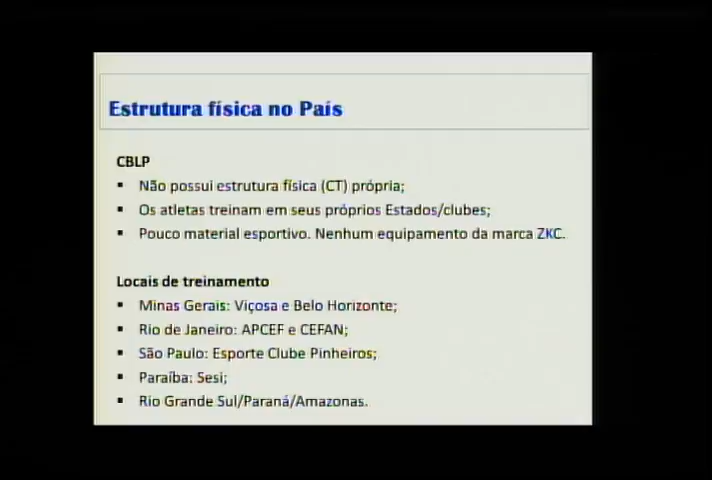 Estrutura física no País
CBLP
▪ Não possui estrutura física (CT) própria;
▪ Os atletas treinam em seus próprios Estados/clubes;
▪ Pouco material esportivo. Nenhum equipamento da marca ZKC.
Locais de treinamento
▪ Minas Gerais: Viçosa e Belo Horizonte;
▪ Rio de Janeiro: APCEF e CEFAN;
▪ São Paulo: Esporte Clube Pinheiros;
▪ Paraíba: Sesi;
▪ Rio Grande Sul/Paraná/Amazonas.